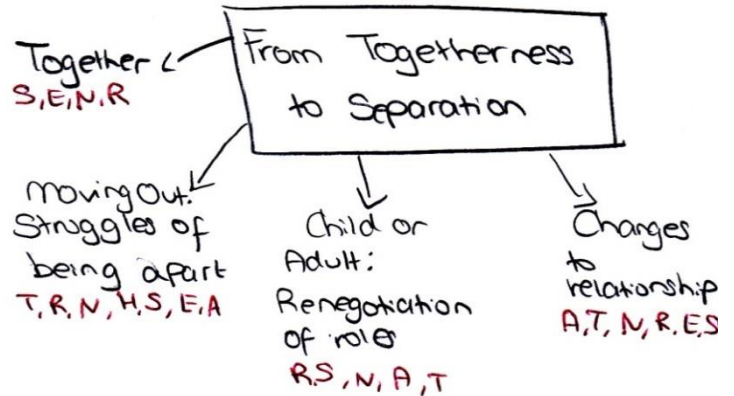 From Togetherness
to Separation
Together
S,E,N,R
Moving Out:
Struggles of
being apart
T,R,N,H,S,E,A
Child or
Adult:
Renegotiation
of roles
R,S,N,A,T
Changes
to
relationship
A,T,N,R,E,S